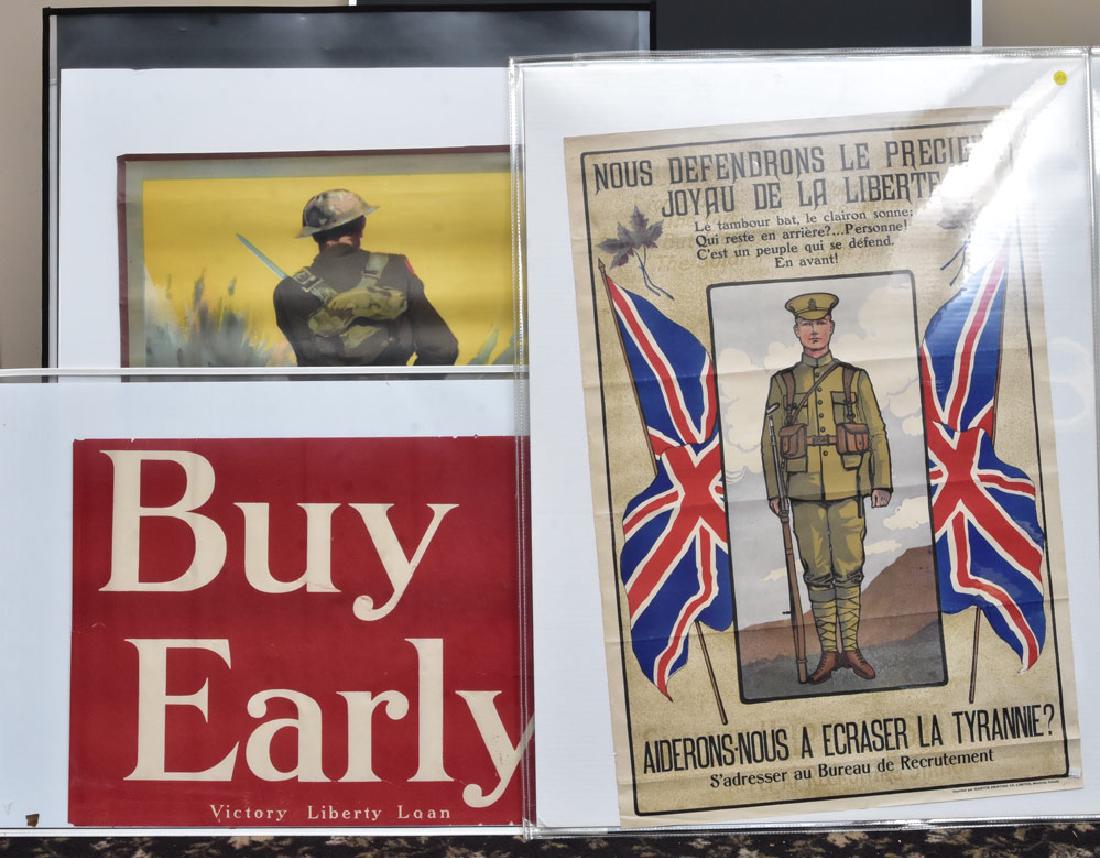 NOUS DEFENDRONS LE
JOYAU DE LA LIBERTE
Le tambour bat, le clairon sonne;
Qui reste en arrière?...Personne!
C'est un peuple qui se défend.
En avant!
AIDERONS-NOUS A ECRASER LA TYRANNIE?
S'adresser au Bureau de Recrutement
Buy
Early
Victory Liberty Loan